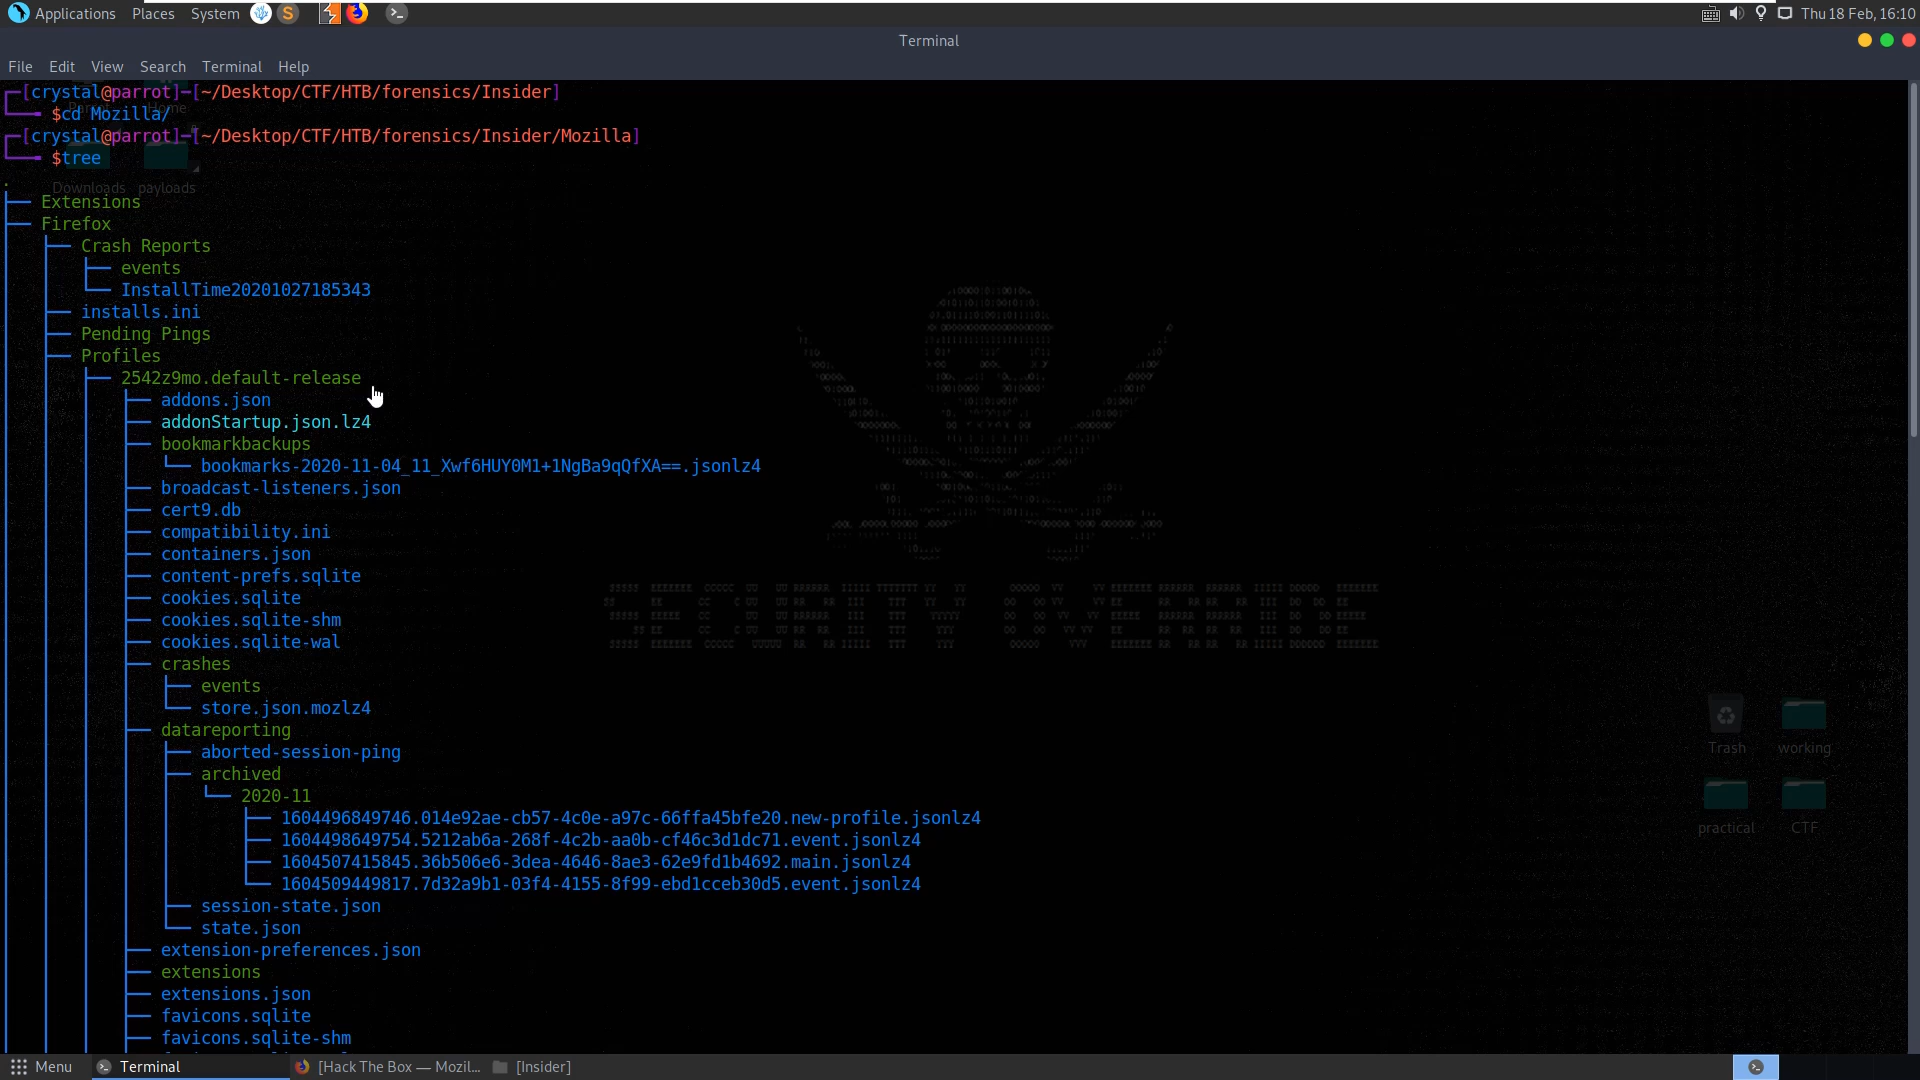 Applications Places System S Thu 18 Feb, 16:10
Terminal
File Edit View Search Terminal Help
┌─[crystal@parrot]─[~/Desktop/CTF/HTB/forensics/Insider]
└──╼ $cd Mozilla/
┌─[crystal@parrot]─[~/Desktop/CTF/HTB/forensics/Insider/Mozilla]
└──╼ $tree
.
Downloads payloads
├── Extensions
├── Firefox
│   ├── Crash Reports
│   │   ├── events
│   │   └── InstallTime20201027185343
│   ├── installs.ini
│   ├── Pending Pings
│   ├── Profiles
│   │   ├── 2542z9mo.default-release
│   │   │   ├── addons.json
│   │   │   ├── addonStartup.json.lz4
│   │   │   ├── bookmarkbackups
│   │   │   │   └── bookmarks-2020-11-04_11_Xwf6HUY0M1+1NgBa9qQfXA==.jsonlz4
│   │   │   ├── broadcast-listeners.json
│   │   │   ├── cert9.db
│   │   │   ├── compatibility.ini
│   │   │   ├── containers.json
│   │   │   ├── content-prefs.sqlite
│   │   │   ├── cookies.sqlite
│   │   │   ├── cookies.sqlite-shm
│   │   │   ├── cookies.sqlite-wal
│   │   │   ├── crashes
│   │   │   │   ├── events
│   │   │   │   └── store.json.mozlz4
│   │   │   ├── datareporting
│   │   │   │   ├── aborted-session-ping
│   │   │   │   ├── archived
│   │   │   │   │   └── 2020-11
│   │   │   │   │       ├── 1604496849746.014e92ae-cb57-4c0e-a97c-66ffa45bfe20.new-profile.jsonlz4
│   │   │   │   │       ├── 1604498649754.5212ab6a-268f-4c2b-aa0b-cf46c3d1dc71.event.jsonlz4
│   │   │   │   │       ├── 1604507415845.36b506e6-3dea-4646-8ae3-62e9fd1b4692.main.jsonlz4
│   │   │   │   │       └── 1604509449817.7d32a9b1-03f4-4155-8f99-ebd1cceb30d5.event.jsonlz4
│   │   │   │   ├── session-state.json
│   │   │   │   └── state.json
│   │   │   ├── extension-preferences.json
│   │   │   ├── extensions
│   │   │   ├── extensions.json
│   │   │   ├── favicons.sqlite
│   │   │   ├── favicons.sqlite-shm
Home
SECURITY OVERRIDE
Trash working
practical CTF
Menu Terminal [Hack The Box — Mozil... [Insider]